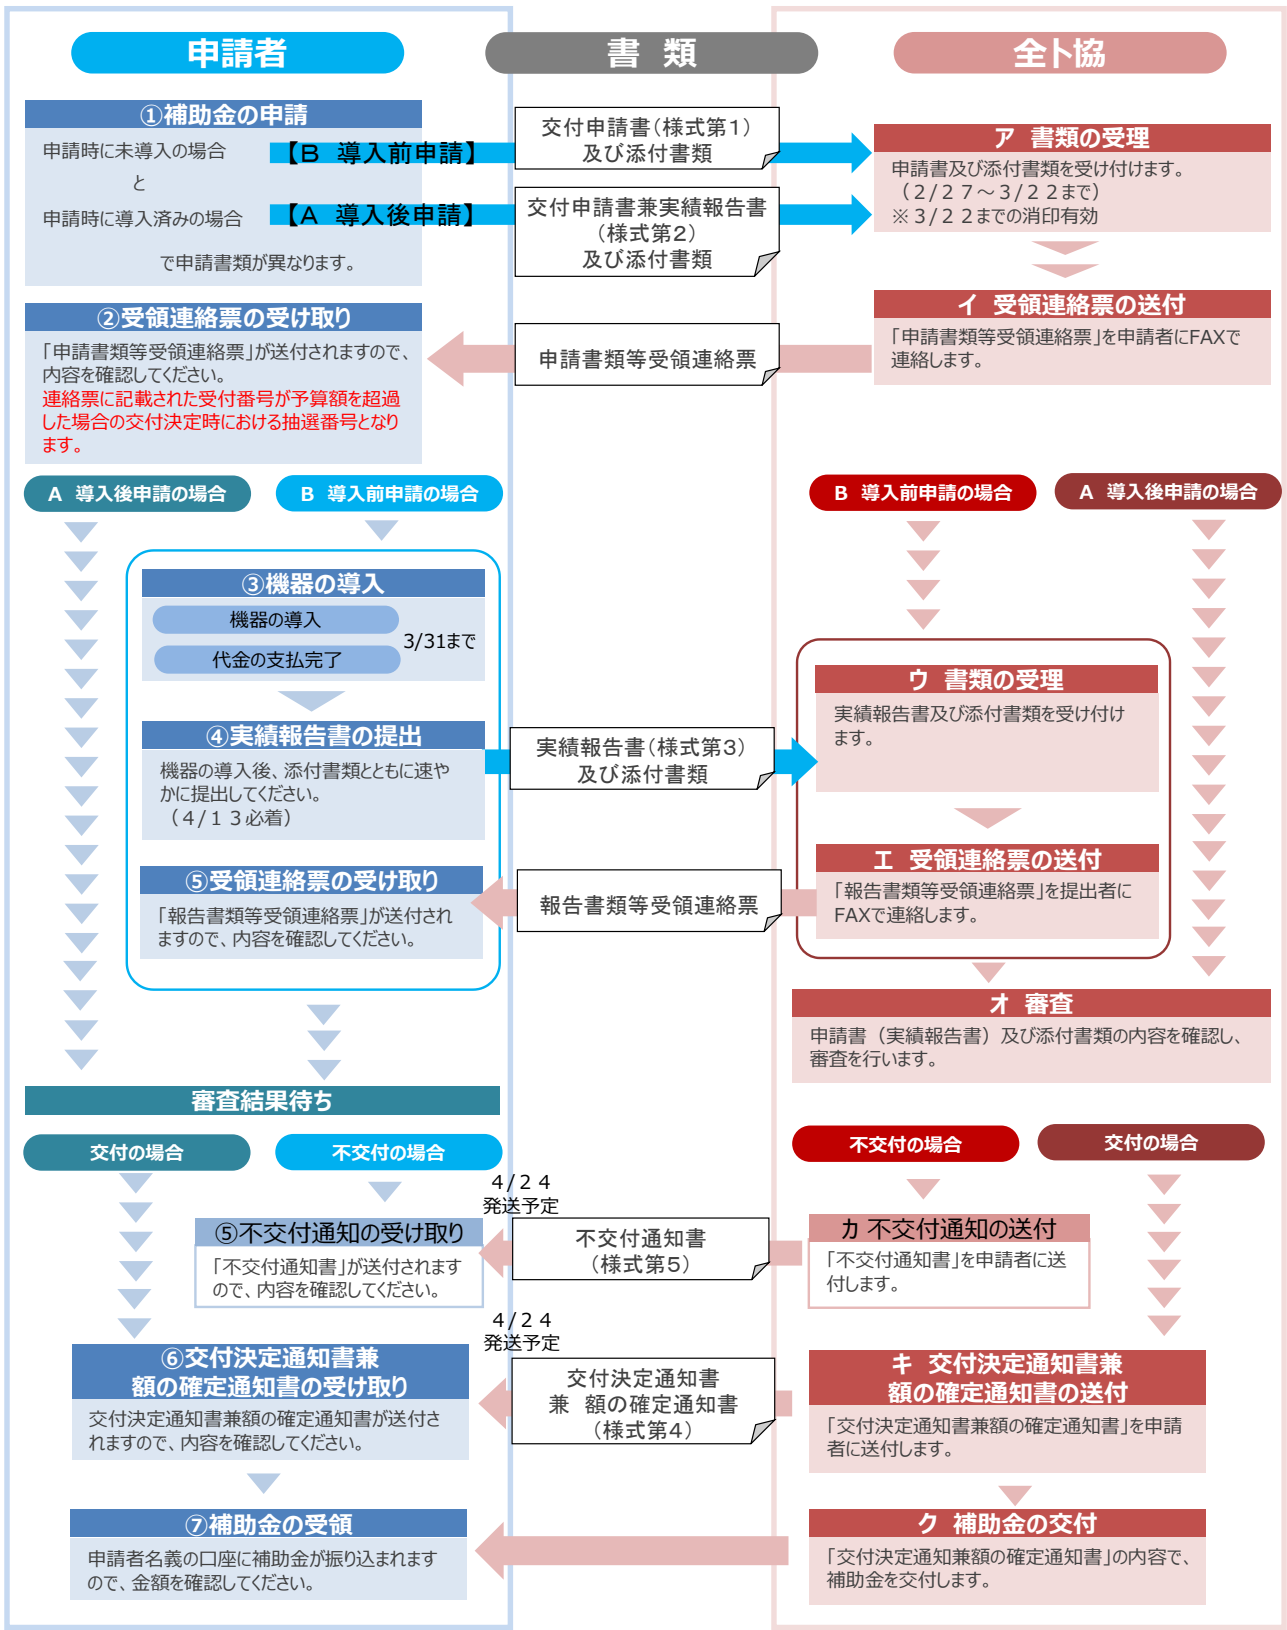 申請者
書 類
全ト協
①補助金の申請
申請時に未導入の場合
【B 導入前申請】
と
申請時に導入済みの場合
【A 導入後申請】
で申請書類が異なります。
交付申請書(様式第1)
及び添付書類
交付申請書兼実績報告書
(様式第2)
及び添付書類
ア 書類の受理
申請書及び添付書類を受け付けます。
(2/27~3/22まで)
※3/22までの消印有効
②受領連絡票の受け取り
「申請書類等受領連絡票」が送付されますので、
内容を確認してください。
連絡票に記載された受付番号が予算額を超過
した場合の交付決定時における抽選番号となり
ます。
申請書類等受領連絡票
イ 受領連絡票の送付
「申請書類等受領連絡票」を申請者にFAXで
連絡します。
A 導入後申請の場合
B 導入前申請の場合
B 導入前申請の場合
A 導入後申請の場合
③機器の導入
機器の導入
3/31まで
代金の支払完了
④実績報告書の提出
機器の導入後、添付書類とともに速や
かに提出してください。
(4/13必着)
実績報告書(様式第3)
及び添付書類
ウ 書類の受理
実績報告書及び添付書類を受け付け
ます。
⑤受領連絡票の受け取り
「報告書類等受領連絡票」が送付され
ますので、内容を確認してください。
報告書類等受領連絡票
エ 受領連絡票の送付
「報告書類等受領連絡票」を提出者に
FAXで連絡します。
オ 審査
申請書(実績報告書)及び添付書類の内容を確認し、
審査を行います。
審査結果待ち
交付の場合
不交付の場合
不交付の場合
交付の場合
4/24
発送予定
⑤不交付通知の受け取り
「不交付通知書」が送付されます
ので、内容を確認してください。
不交付通知書
(様式第5)
カ 不交付通知の送付
「不交付通知書」を申請者に送
付します。
4/24
発送予定
⑥交付決定通知書兼
額の確定通知書の受け取り
交付決定通知書兼額の確定通知書が送付さ
れますので、内容を確認してください。
交付決定通知書
兼 額の確定通知書
(様式第4)
キ 交付決定通知書兼
額の確定通知書の送付
「交付決定通知書兼額の確定通知書」を申請
者に送付します。
⑦補助金の受領
申請者名義の口座に補助金が振り込まれます
ので、金額を確認してください。
ク 補助金の交付
「交付決定通知兼額の確定通知書」の内容で、
補助金を交付します。